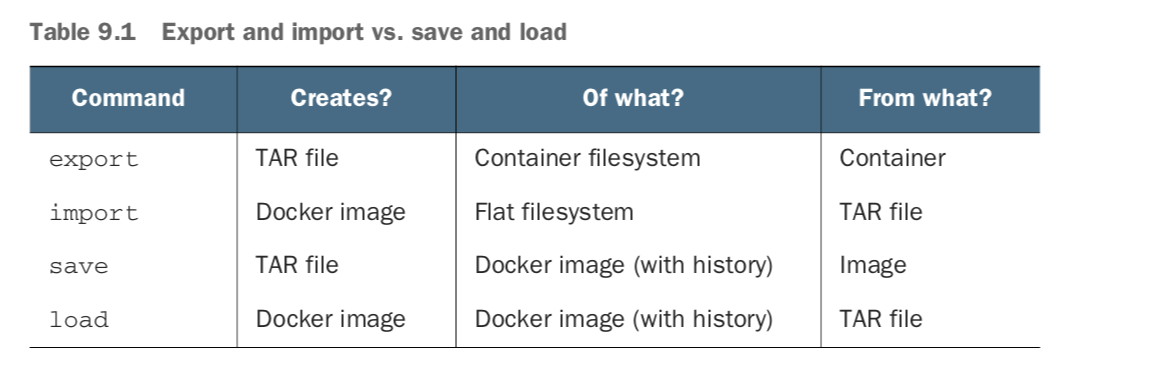 Table 9.1 Export and import vs. save and load
Command Creates? Of what? From what?
export TAR file Container filesystem Container
import Docker image Flat filesystem TAR file
save TAR file Docker image (with history) Image
load Docker image Docker image (with history) TAR file